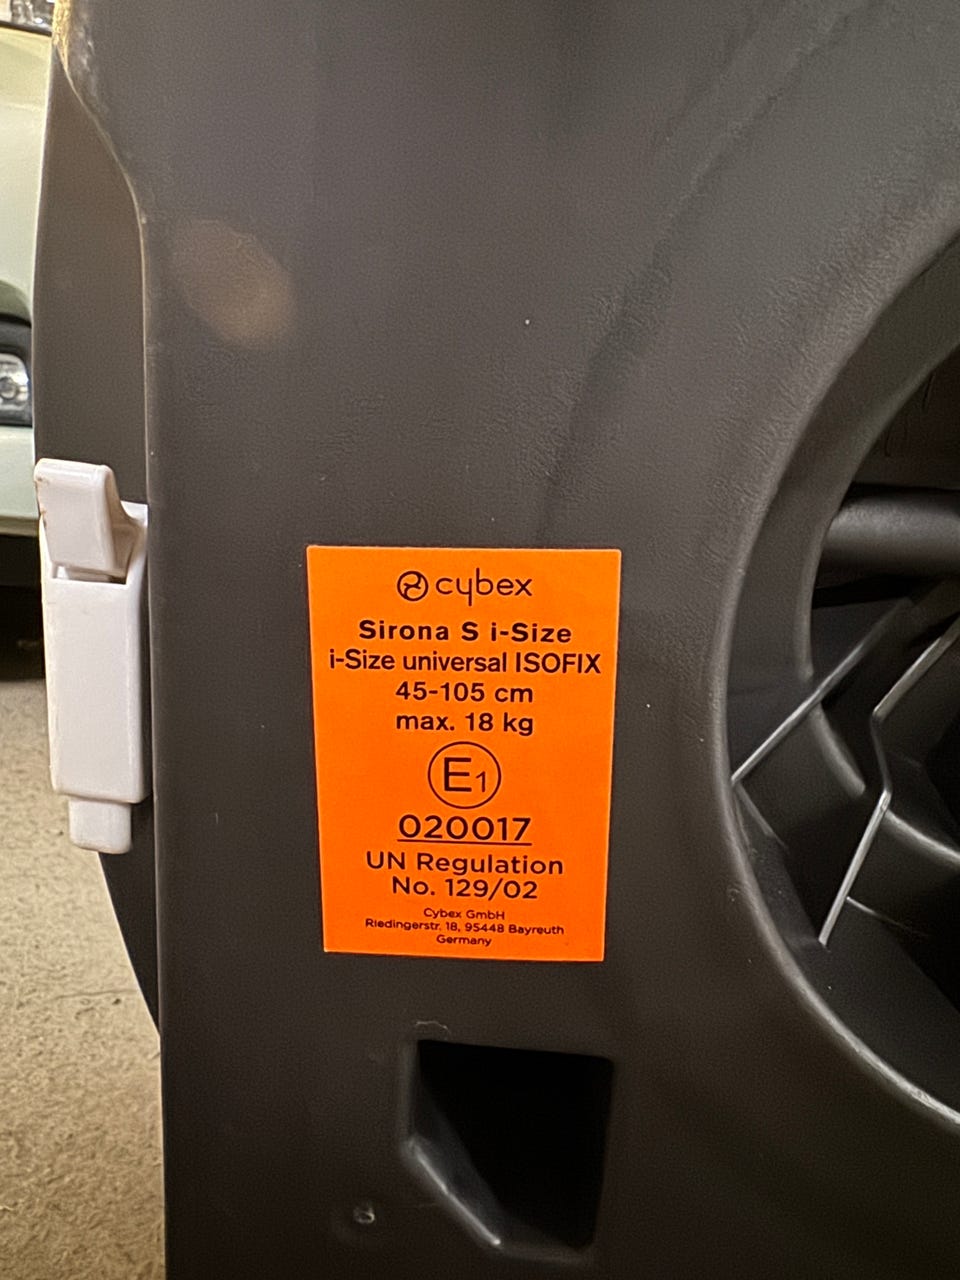 cybex
Sirona S i-Size
i-Size universal ISOFIX
45-105 cm
max. 18 kg
E1
020017
UN Regulation
No. 129/02
Cybex GmbH
Riedingerstr. 18, 95448 Bayreuth
Germany